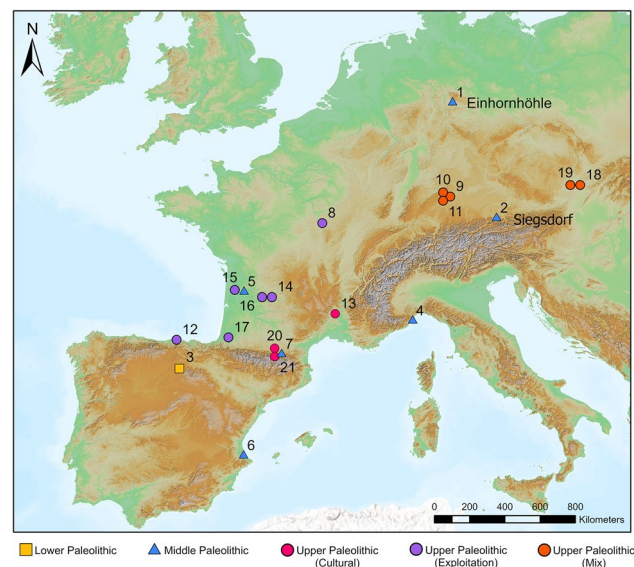 N
1
Einhornhöhle
19 18
10
9
11
2
Siegsdorf
8
15 5
14
16
13
4
12
17
20
3
7
21
6
0 200 400 600 800
Kilometers
Lower Paleolithic
Middle Paleolithic
Upper Paleolithic
(Cultural)
Upper Paleolithic
(Exploitation)
Upper Paleolithic
(Mix)